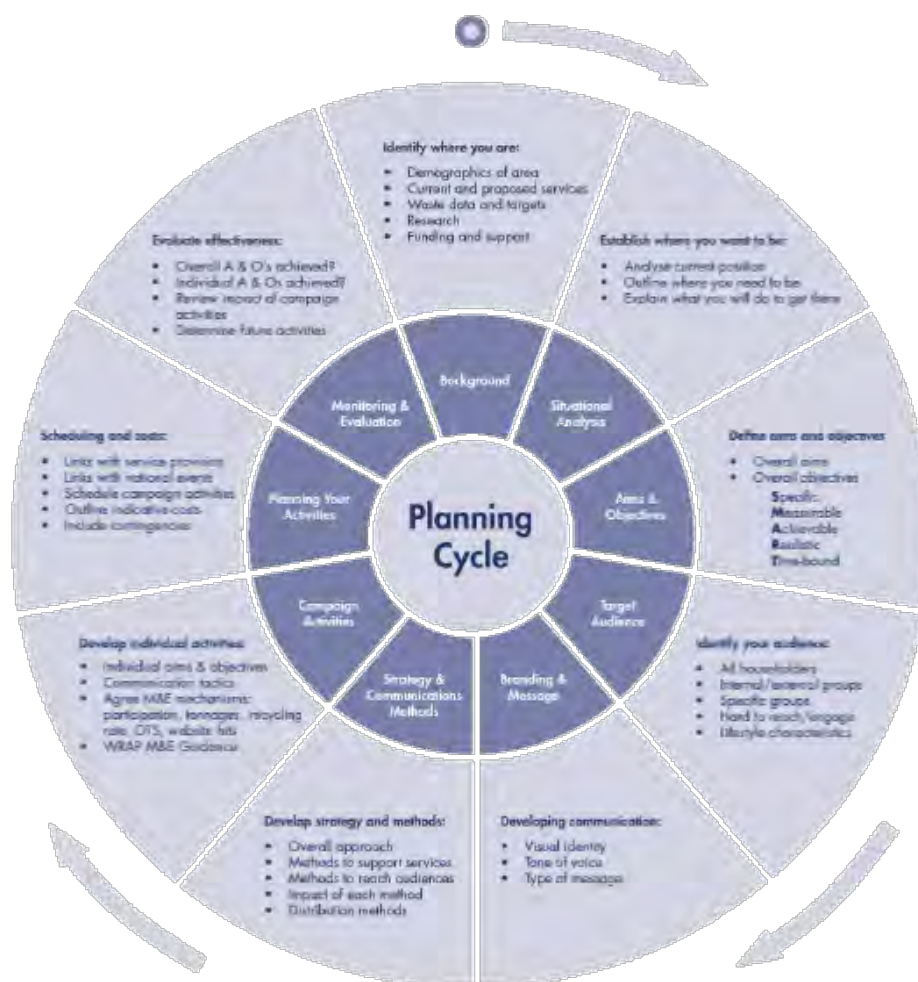 Identify where you are:
• Demographics of area
• Current and proposed services
• Waste data and targets
• Research
• Funding and support
Establish where you want to be:
• Analyse current position
• Outline where you need to be
• Explain what you will do to get there
Define aims and objectives
• Overall aims
• Overall objectives
Specific
Measurable
Achievable
Realistic
Time-bound
Identify your audience:
• All householders
• Internal/external groups
• Specific groups
• Hard to reach/engage
• Lifestyle characteristics
Developing communication:
• Visual identity
• Tone of voice
• Type of message
Develop strategy and methods:
• Overall approach
• Methods to support services
• Methods to reach audiences
• Impact of each method
• Distribution methods
Develop individual activities:
• Individual aims & objectives
• Communication tactics
• Agree M&E mechanisms:
participation, tonnages, recycling
rate, OTS, website hits
• WRAP M&E Guidance
Scheduling and costs:
• Links with service provisions
• Links with national events
• Schedule campaign activities
• Outline indicative costs
• Include contingencies
Evaluate effectiveness:
• Overall A & O's achieved?
• Individual A & Os achieved?
• Review impact of campaign
activities
• Determine future activities
Background
Situational
Analysis
Aims &
Objectives
Target
Audience
Branding &
Message
Strategy &
Communications
Methods
Campaign
Activities
Planning Your
Activities
Monitoring &
Evaluation
Planning
Cycle